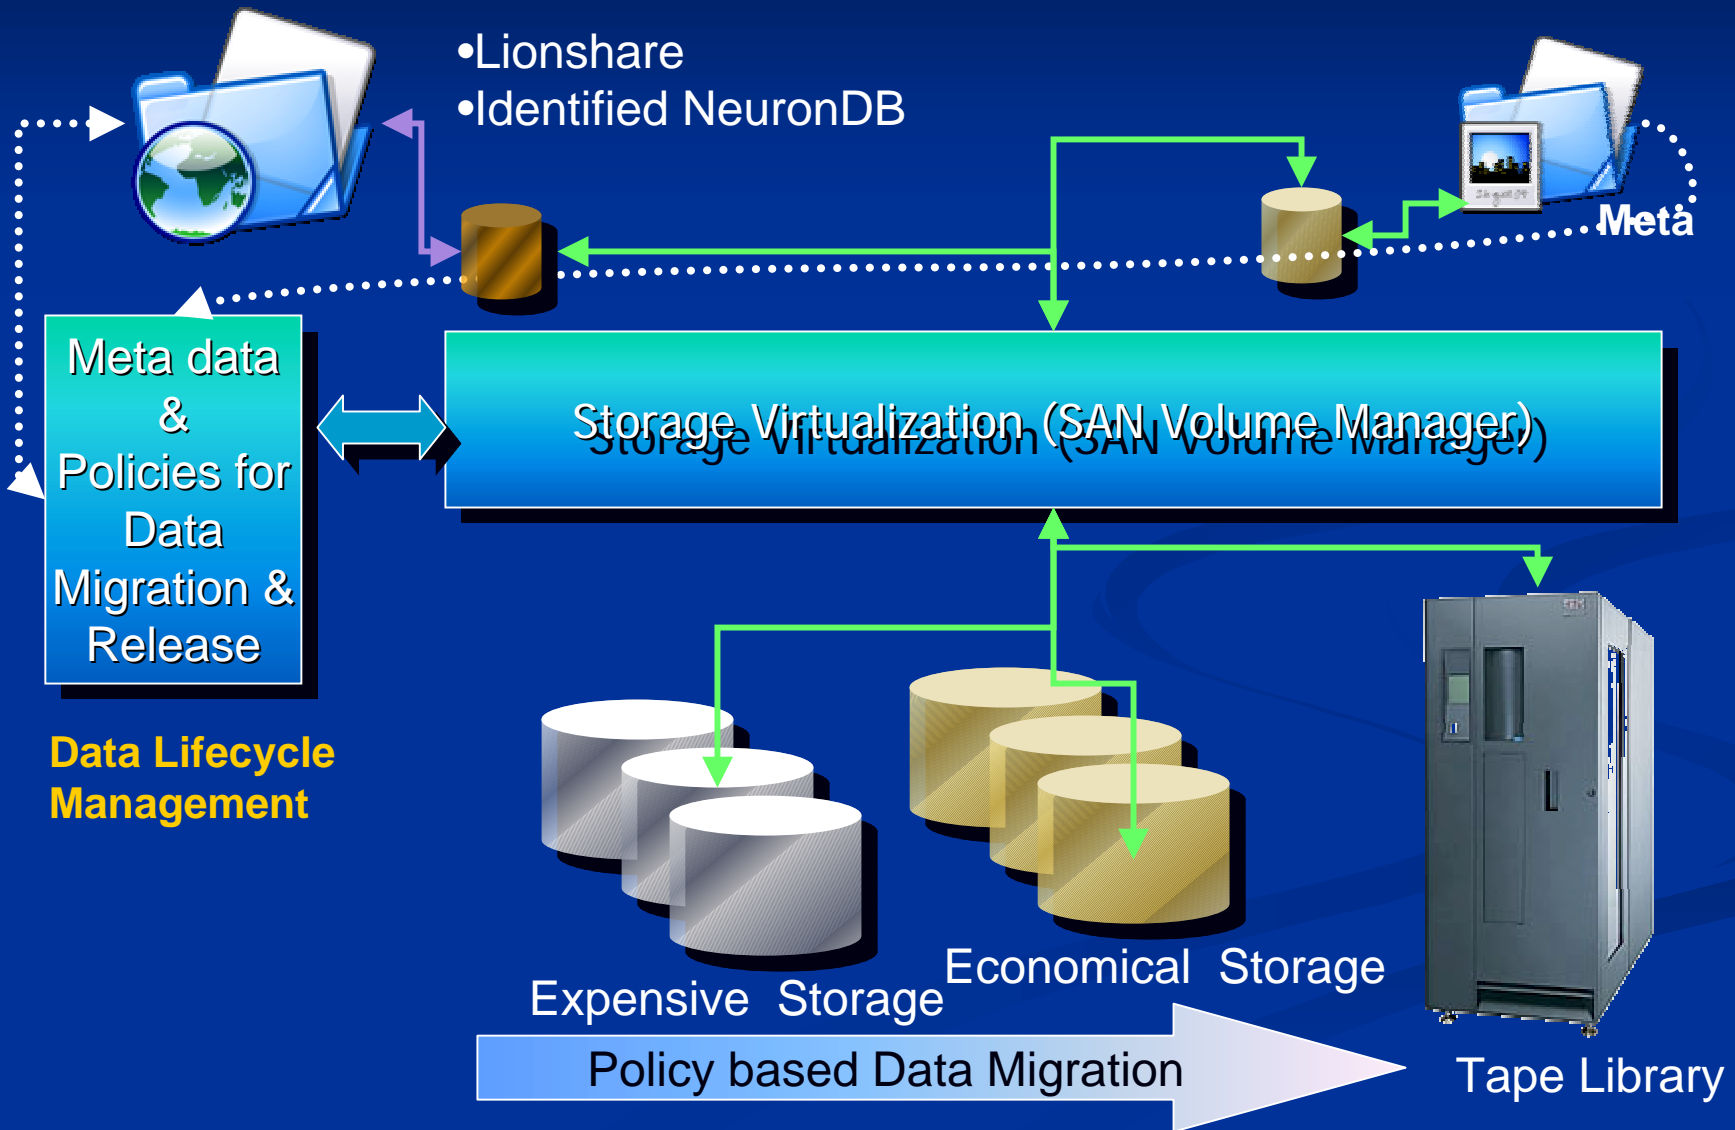 •Lionshare
•Identified NeuronDB
Meta
Meta data
&
Policies for
Data
Migration &
Release
Storage Virtualization (SAN Volume Manager)
Data Lifecycle
Management
Expensive Storage
Economical Storage
Policy based Data Migration
Tape Library